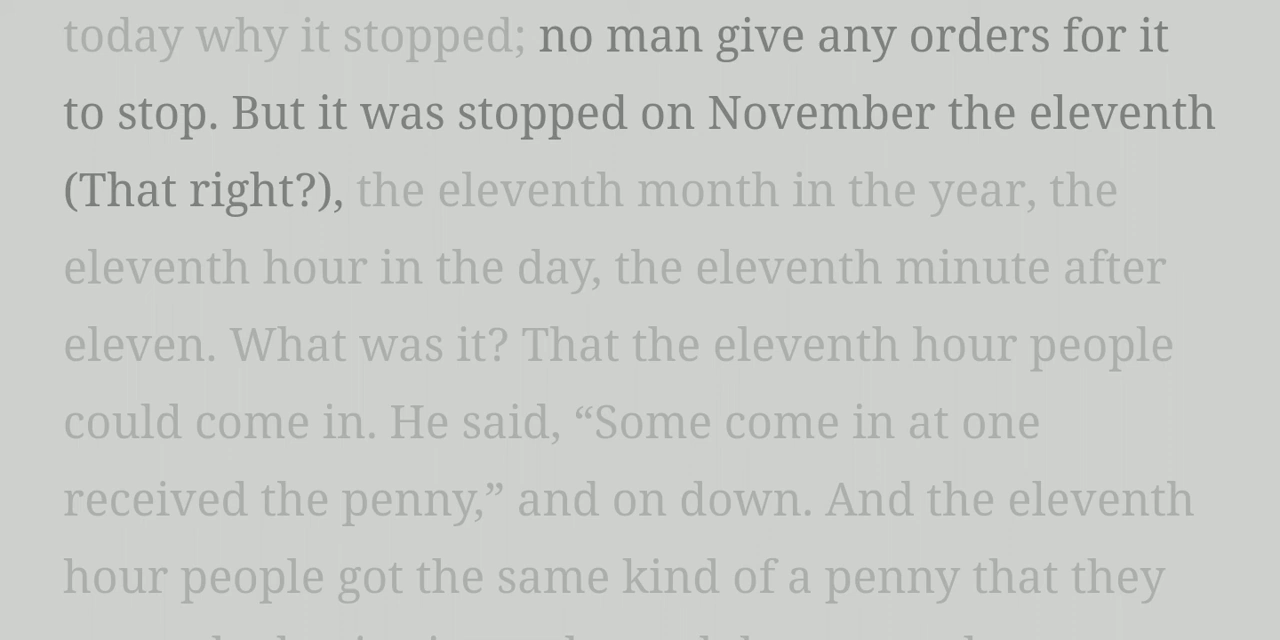 today why it stopped; no man give any orders for it
to stop. But it was stopped on November the eleventh
(That right?), the eleventh month in the year, the
eleventh hour in the day, the eleventh minute after
eleven. What was it? That the eleventh hour people
could come in. He said, “Some come in at one
received the penny,” and on down. And the eleventh
hour people got the same kind of a penny that they